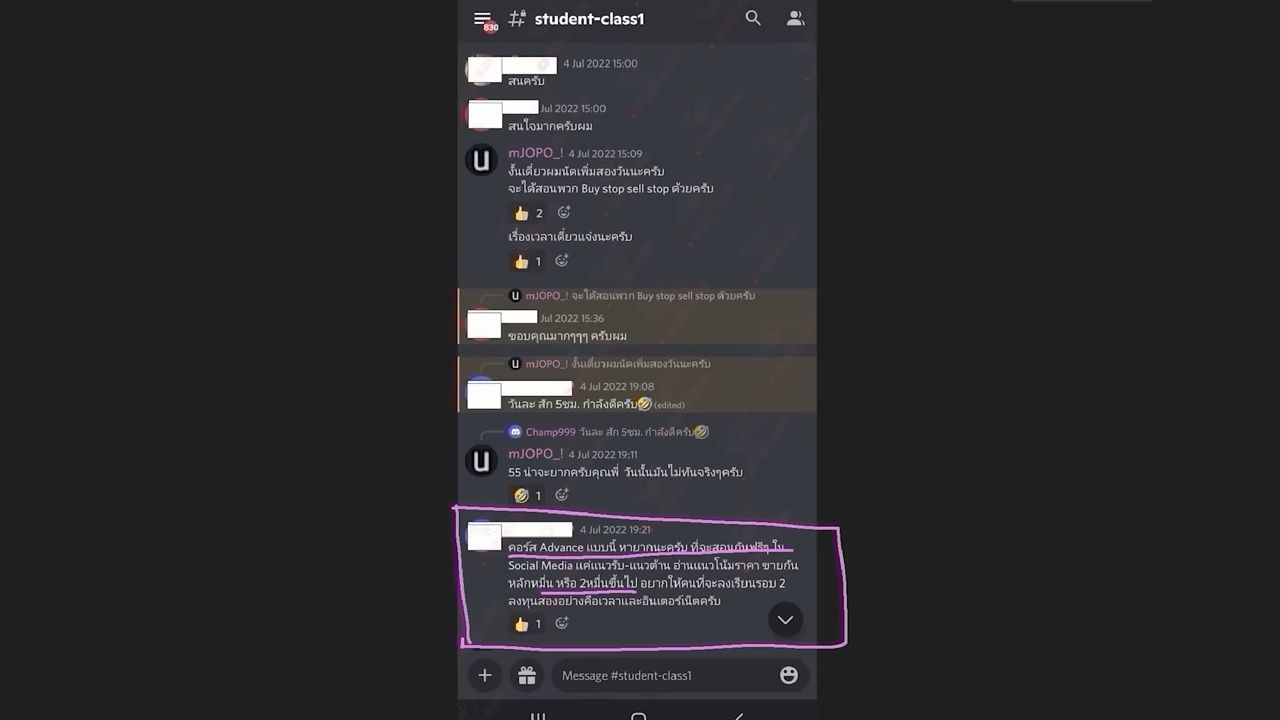 830
student-class1
4 Jul 2022 15:00
สนครับ
Jul 2022 15:00
สนใจมากครับผม
mJOPO_! 4 Jul 2022 15:09
งั้นเดี๋ยวผมนัดเพิ่มสองวันนะครับ
จะได้สอนพวก Buy stop sell stop ด้วยครับ
2
เรื่องเวลาเดี๋ยวแจ้งนะครับ
1
mJOPO_! จะได้สอนพวก Buy stop sell stop ด้วยครับ
Jul 2022 15:36
ขอบคุณมากๆๆๆ ครับผม
mJOPO_! งั้นเดี๋ยวผมนัดเพิ่มสองวันนะครับ
4 Jul 2022 19:08
วันละ สัก 5ชม. กำลังดีครับ🤣 (edited)
Champ999 วันละ สัก 5ชม. กำลังดีครับ🤣
mJOPO_! 4 Jul 2022 19:11
55 น่าจะยากครับคุณพี่ วันนั้นมันไม่ทันจริงๆครับ
1
4 Jul 2022 19:21
คอร์ส Advance แบบนี้ หายากนะครับ ที่จะสอนกันฟรีๆ ใน
Social Media แค่แนวรับ-แนวต้าน อ่านแนวโน้มราคา ขายกัน
หลักหมื่น หรือ 2หมื่นขึ้นไป อยากให้คนที่จะลงเรียนรอบ 2
ลงทุนสองอย่างคือเวลาและอินเตอร์เน็ตครับ
1
Message #student-class1